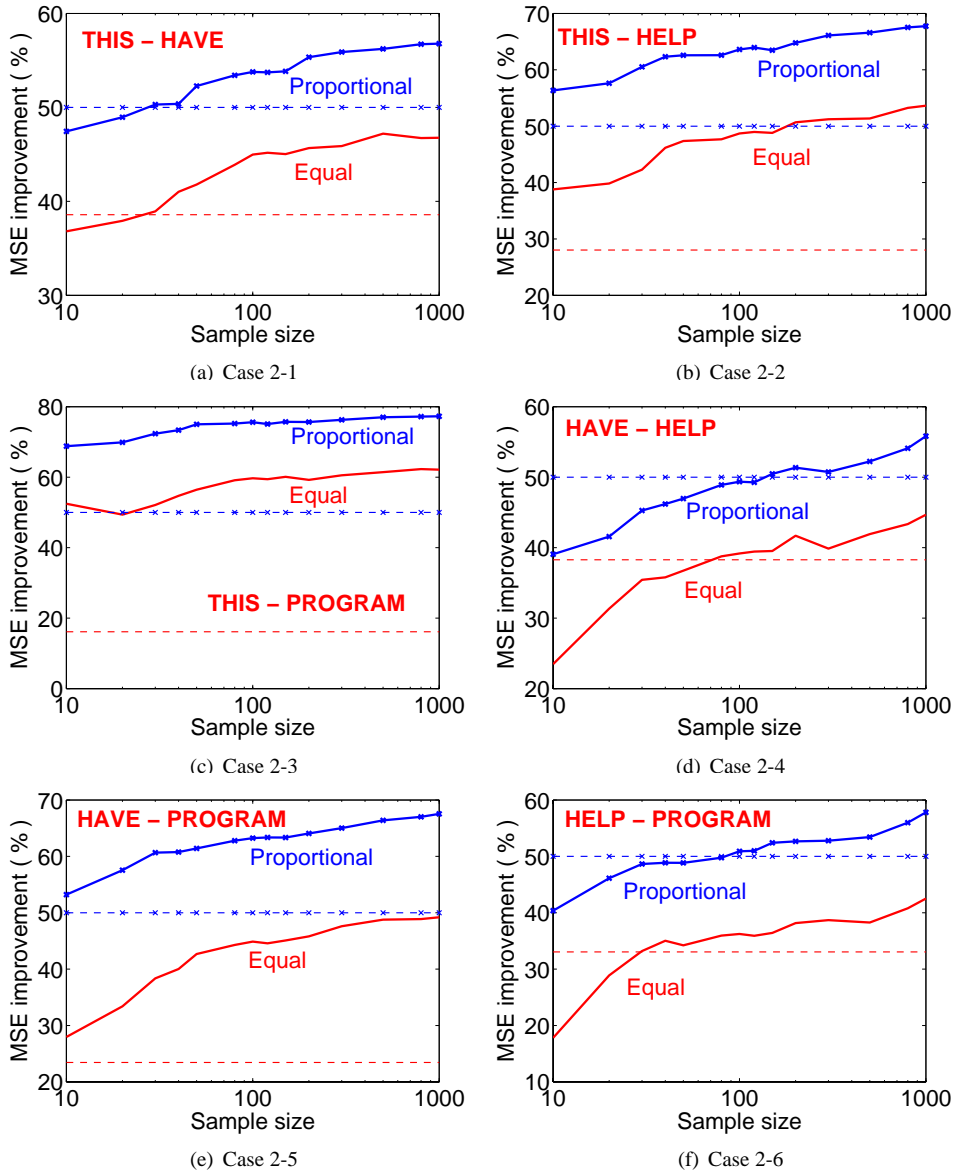 60
THIS – HAVE
Proportional
50
Equal
40
30
MSE improvement ( % )
10 100 1000
Sample size
(a) Case 2-1
70
THIS – HELP
60
Proportional
50
Equal
40
30
20
MSE improvement ( % )
10 100 1000
Sample size
(b) Case 2-2
80
Proportional
60
Equal
40
THIS – PROGRAM
20
0
MSE improvement ( % )
10 100 1000
Sample size
(c) Case 2-3
60
HAVE – HELP
50
Proportional
40
Equal
30
20
MSE improvement ( % )
10 100 1000
Sample size
(d) Case 2-4
70
HAVE – PROGRAM
60
Proportional
50
Equal
40
30
20
MSE improvement ( % )
10 100 1000
Sample size
(e) Case 2-5
60
HELP – PROGRAM
50
Proportional
40
30
Equal
20
10
MSE improvement ( % )
10 100 1000
Sample size
(f) Case 2-6